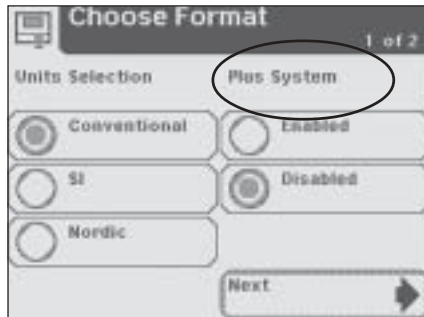 Choose Format
1 of 2
Units Selection
Plus System
Conventional
Enabled
SI
Disabled
Nordic
Next